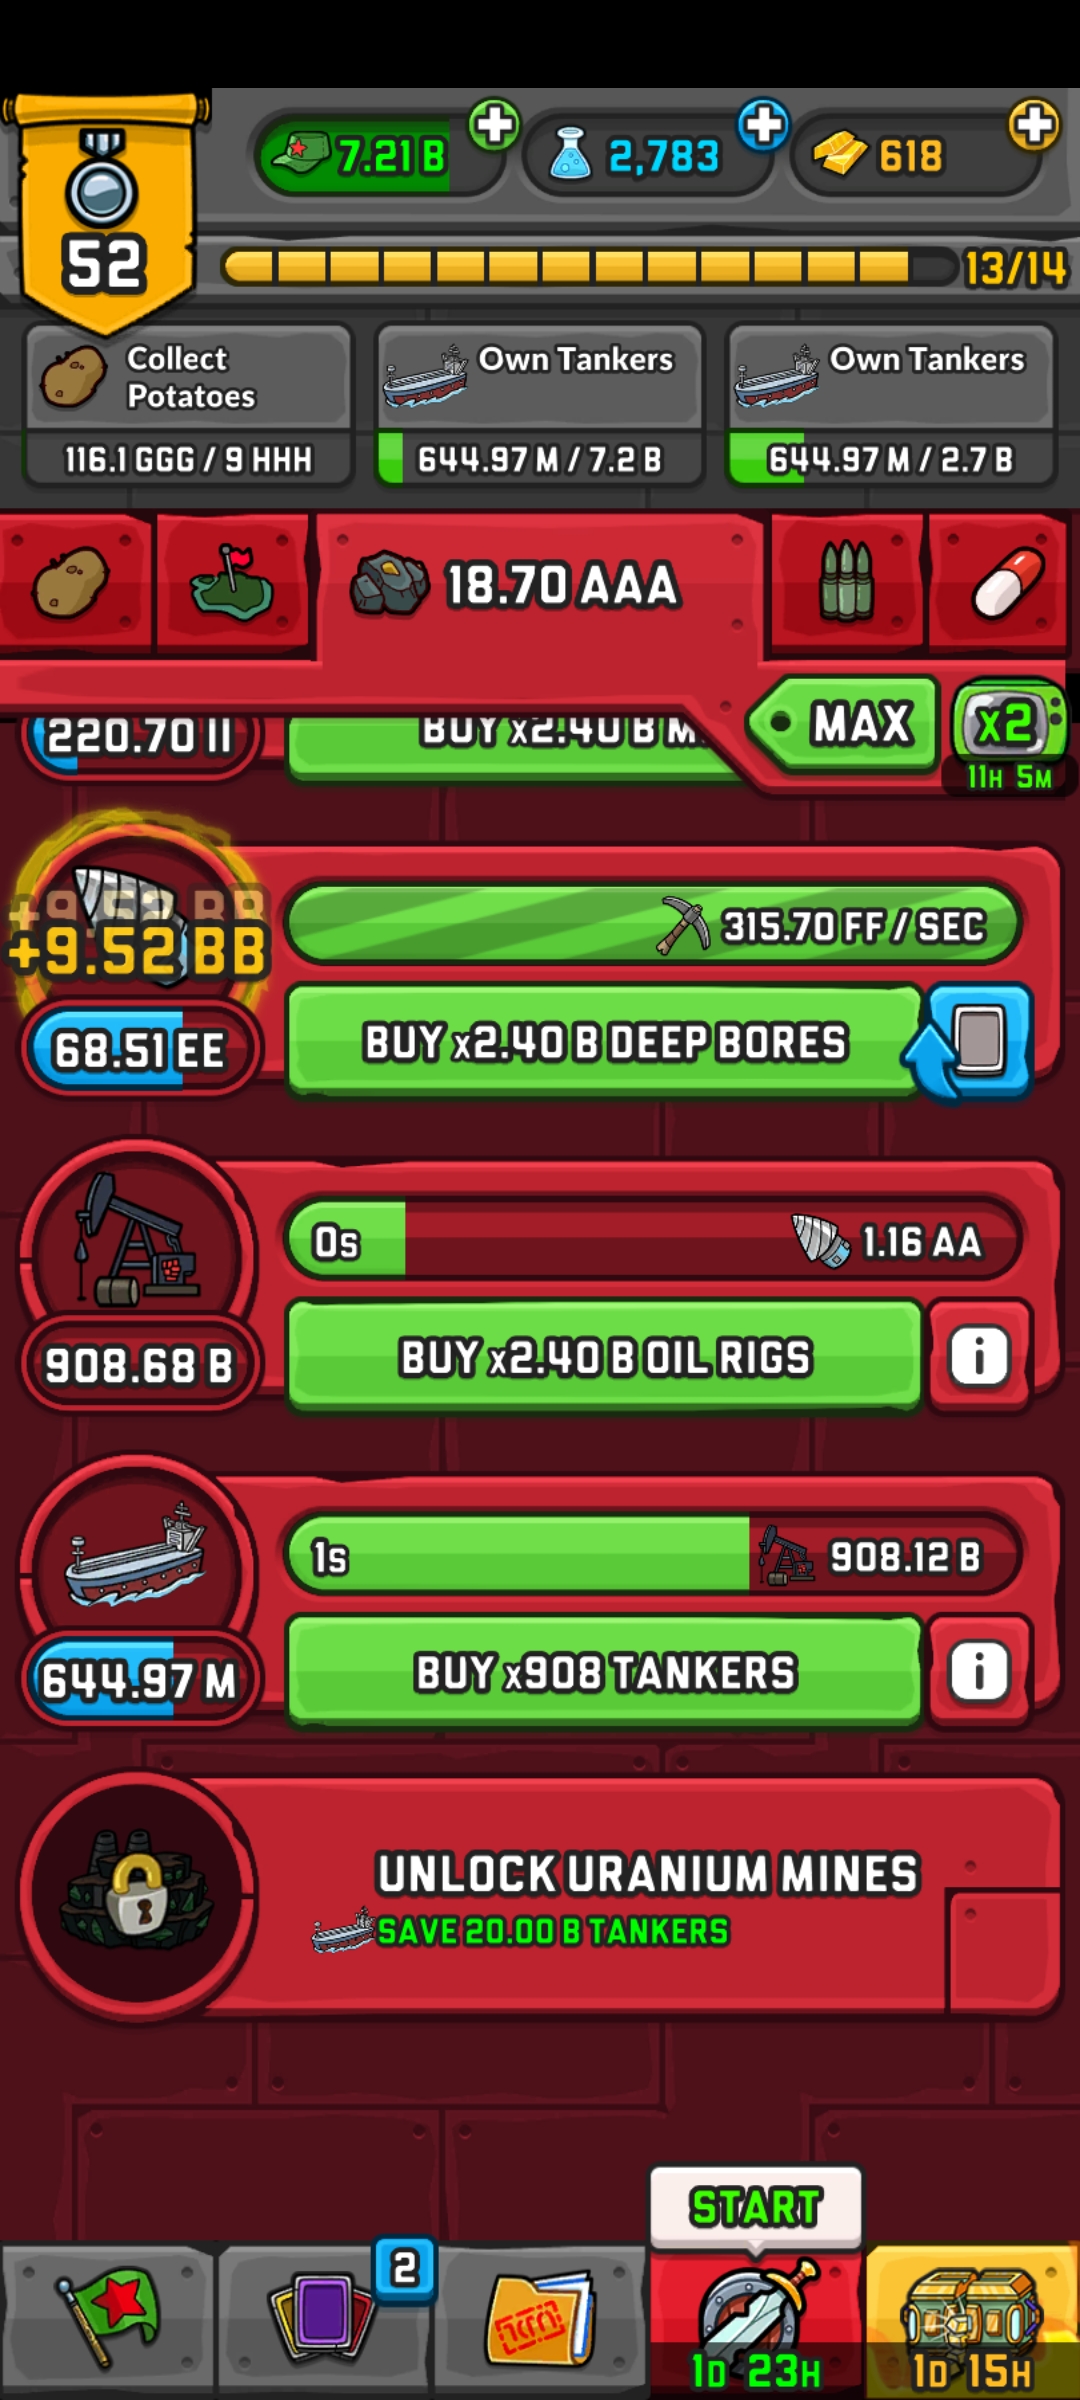 7.21 B
2,783
618
52
13/14
Collect
Potatoes
116.1 GGG / 9 HHH
Own Tankers
644.97 M / 7.2 B
Own Tankers
644.97 M / 2.7 B
18.70 AAA
MAX
x2
11H 5M
220.70 II
BUY x2.40 B M
+9.52 BB
+9.52 BB
315.70 FF / SEC
68.51 EE
BUY x2.40 B DEEP BORES
0s
1.16 AA
908.68 B
BUY x2.40 B OIL RIGS
i
1s
908.12 B
644.97 M
BUY x908 TANKERS
i
UNLOCK URANIUM MINES
SAVE 20.00 B TANKERS
START
2
1D 23H
1D 15H